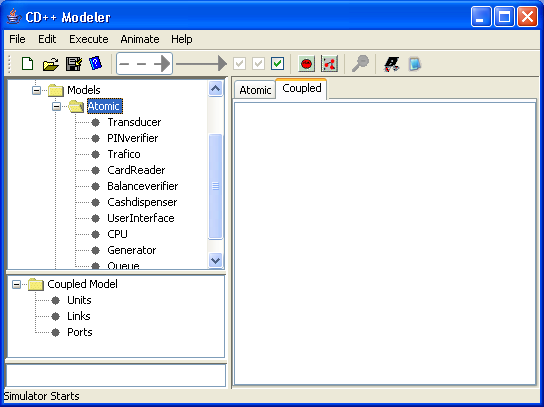 CD++ Modeler
File Edit Execute Animate Help
Models
Atomic
Transducer
PINverifier
Trafico
CardReader
Balanceverifier
Cashdispenser
UserInterface
CPU
Generator
Queue
Coupled Model
Units
Links
Ports
Atomic Coupled
Simulator Starts